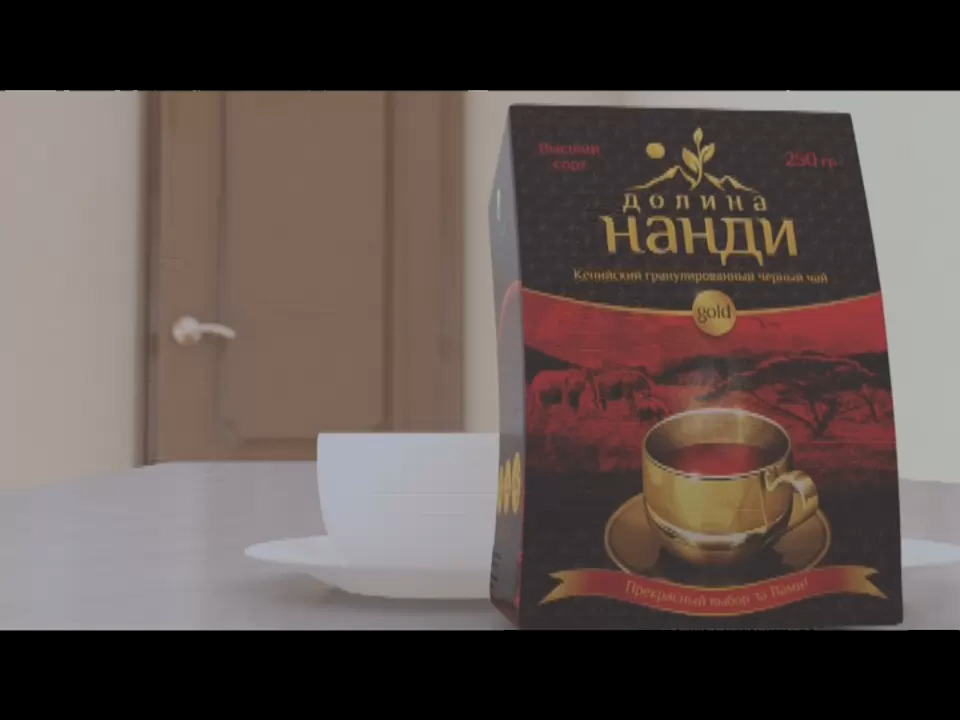 Высший
сорт
250 гр.
долина
нанди
Кенийский гранулированный черный чай
gold
Прекрасный выбор за Вами!